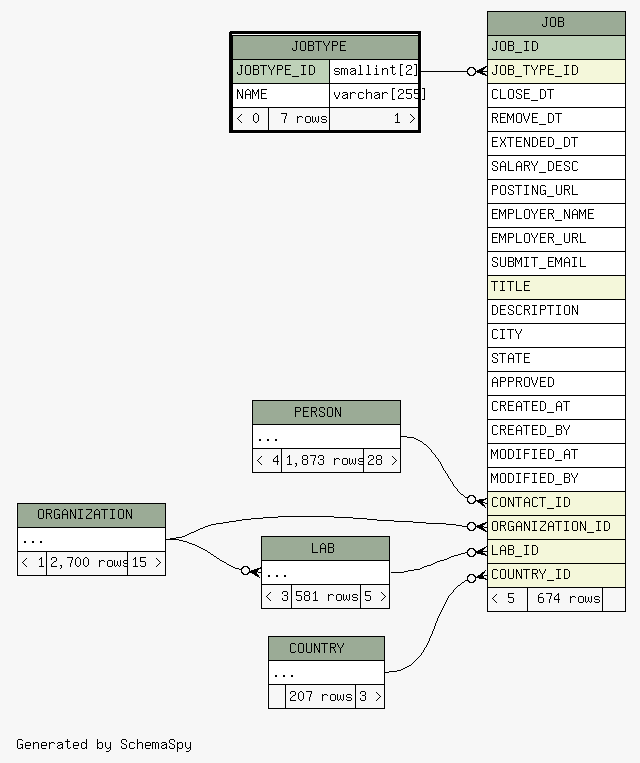 JOBTYPE
JOBTYPE_ID smallint[2]
NAME varchar[255]
< 0 7 rows 1 >
JOB
JOB_ID
JOB_TYPE_ID
CLOSE_DT
REMOVE_DT
EXTENDED_DT
SALARY_DESC
POSTING_URL
EMPLOYER_NAME
EMPLOYER_URL
SUBMIT_EMAIL
TITLE
DESCRIPTION
CITY
STATE
APPROVED
CREATED_AT
CREATED_BY
MODIFIED_AT
MODIFIED_BY
CONTACT_ID
ORGANIZATION_ID
LAB_ID
COUNTRY_ID
< 5 674 rows
PERSON
...
< 4 1,873 rows 28 >
ORGANIZATION
...
< 1 2,700 rows 15 >
LAB
...
< 3 581 rows 5 >
COUNTRY
...
207 rows 3 >
Generated by SchemaSpy